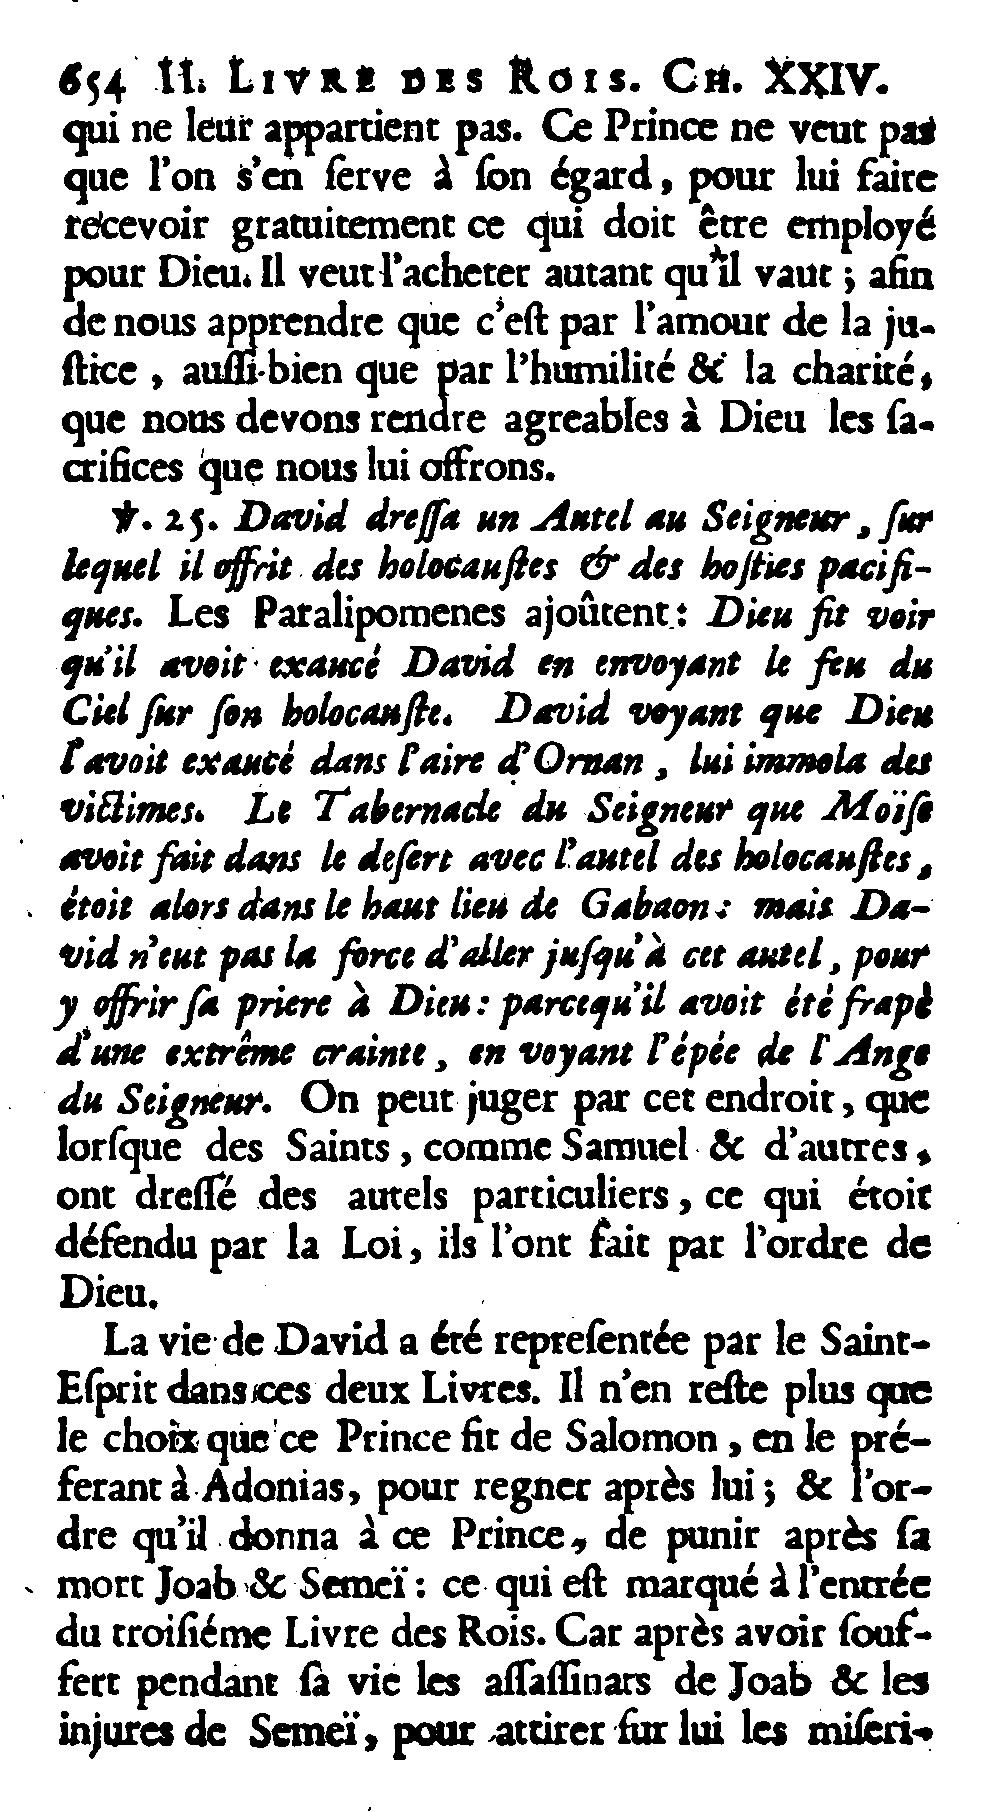 654 II. LIVRE DES ROIS. CH. XXIV.
qui ne leur appartient pas. Ce Prince ne veut pas
que l'on s'en ſerve à ſon égard, pour lui faire
recevoir gratuitement ce qui doit être employé
pour Dieu. Il veut l'acheter autant qu'il vaut ; afin
de nous apprendre que c'eſt par l'amour de la ju-
ſtice, auſſi-bien que par l'humilité & la charité,
que nous devons rendre agreables à Dieu les ſa-
crifices que nous lui offrons.
℣. 25. David dreſſa un Autel au Seigneur, ſur
lequel il offrit des holocauſtes & des hoſties pacifi-
ques. Les Paralipomenes ajoûtent : Dieu fit voir
qu'il avoit exaucé David en envoyant le feu du
Ciel ſur ſon holocauſte. David voyant que Dieu
l'avoit exaucé dans l'aire d'Ornan, lui immola des
victimes. Le Tabernacle du Seigneur que Moïſe
avoit fait dans le deſert avec l'autel des holocauſtes,
étoit alors dans le haut lieu de Gabaon : mais Da-
vid n'eut pas la force d'aller juſqu'à cet autel, pour
y offrir ſa priere à Dieu : parcequ'il avoit été frapé
d'une extrême crainte, en voyant l'épée de l'Ange
du Seigneur. On peut juger par cet endroit, que
lorſque des Saints, comme Samuel & d'autres,
ont dreſſé des autels particuliers, ce qui étoit
défendu par la Loi, ils l'ont fait par l'ordre de
Dieu.
La vie de David a été repreſentée par le Saint-
Eſprit dans ces deux Livres. Il n'en reſte plus que
le choix que ce Prince fit de Salomon, en le pré-
ferant à Adonias, pour regner après lui ; & l'or-
dre qu'il donna à ce Prince, de punir après ſa
mort Joab & Semeï : ce qui eſt marqué à l'entrée
du troiſiéme Livre des Rois. Car après avoir ſouf-
fert pendant ſa vie les aſſaſſinats de Joab & les
injures de Semeï, pour attirer ſur lui les miſeri-